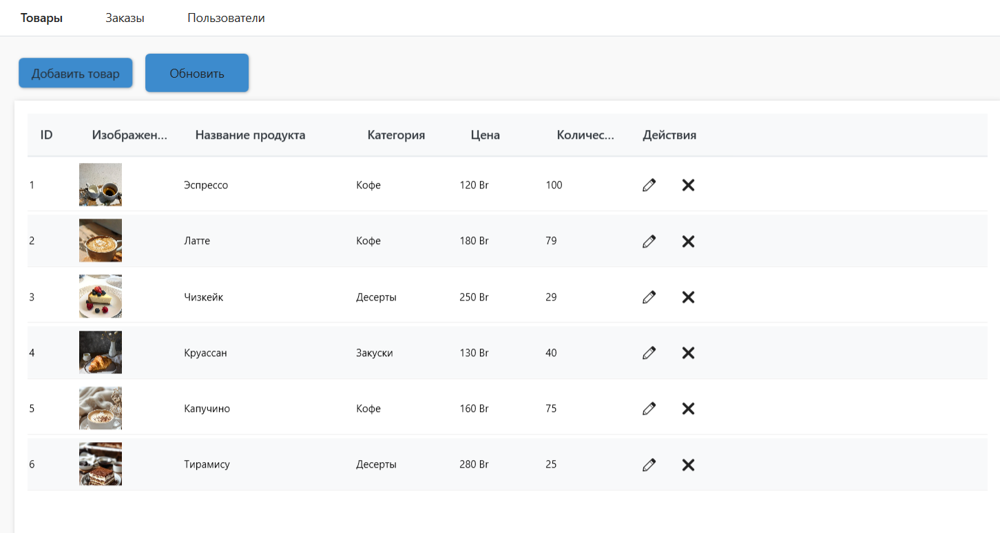 Товары Заказы Пользователи
Добавить товар Обновить
ID Изображен... Название продукта Категория Цена Количес... Действия
1 Эспрессо Кофе 120 Br 100
2 Латте Кофе 180 Br 79
3 Чизкейк Десерты 250 Br 29
4 Круассан Закуски 130 Br 40
5 Капучино Кофе 160 Br 75
6 Тирамису Десерты 280 Br 25